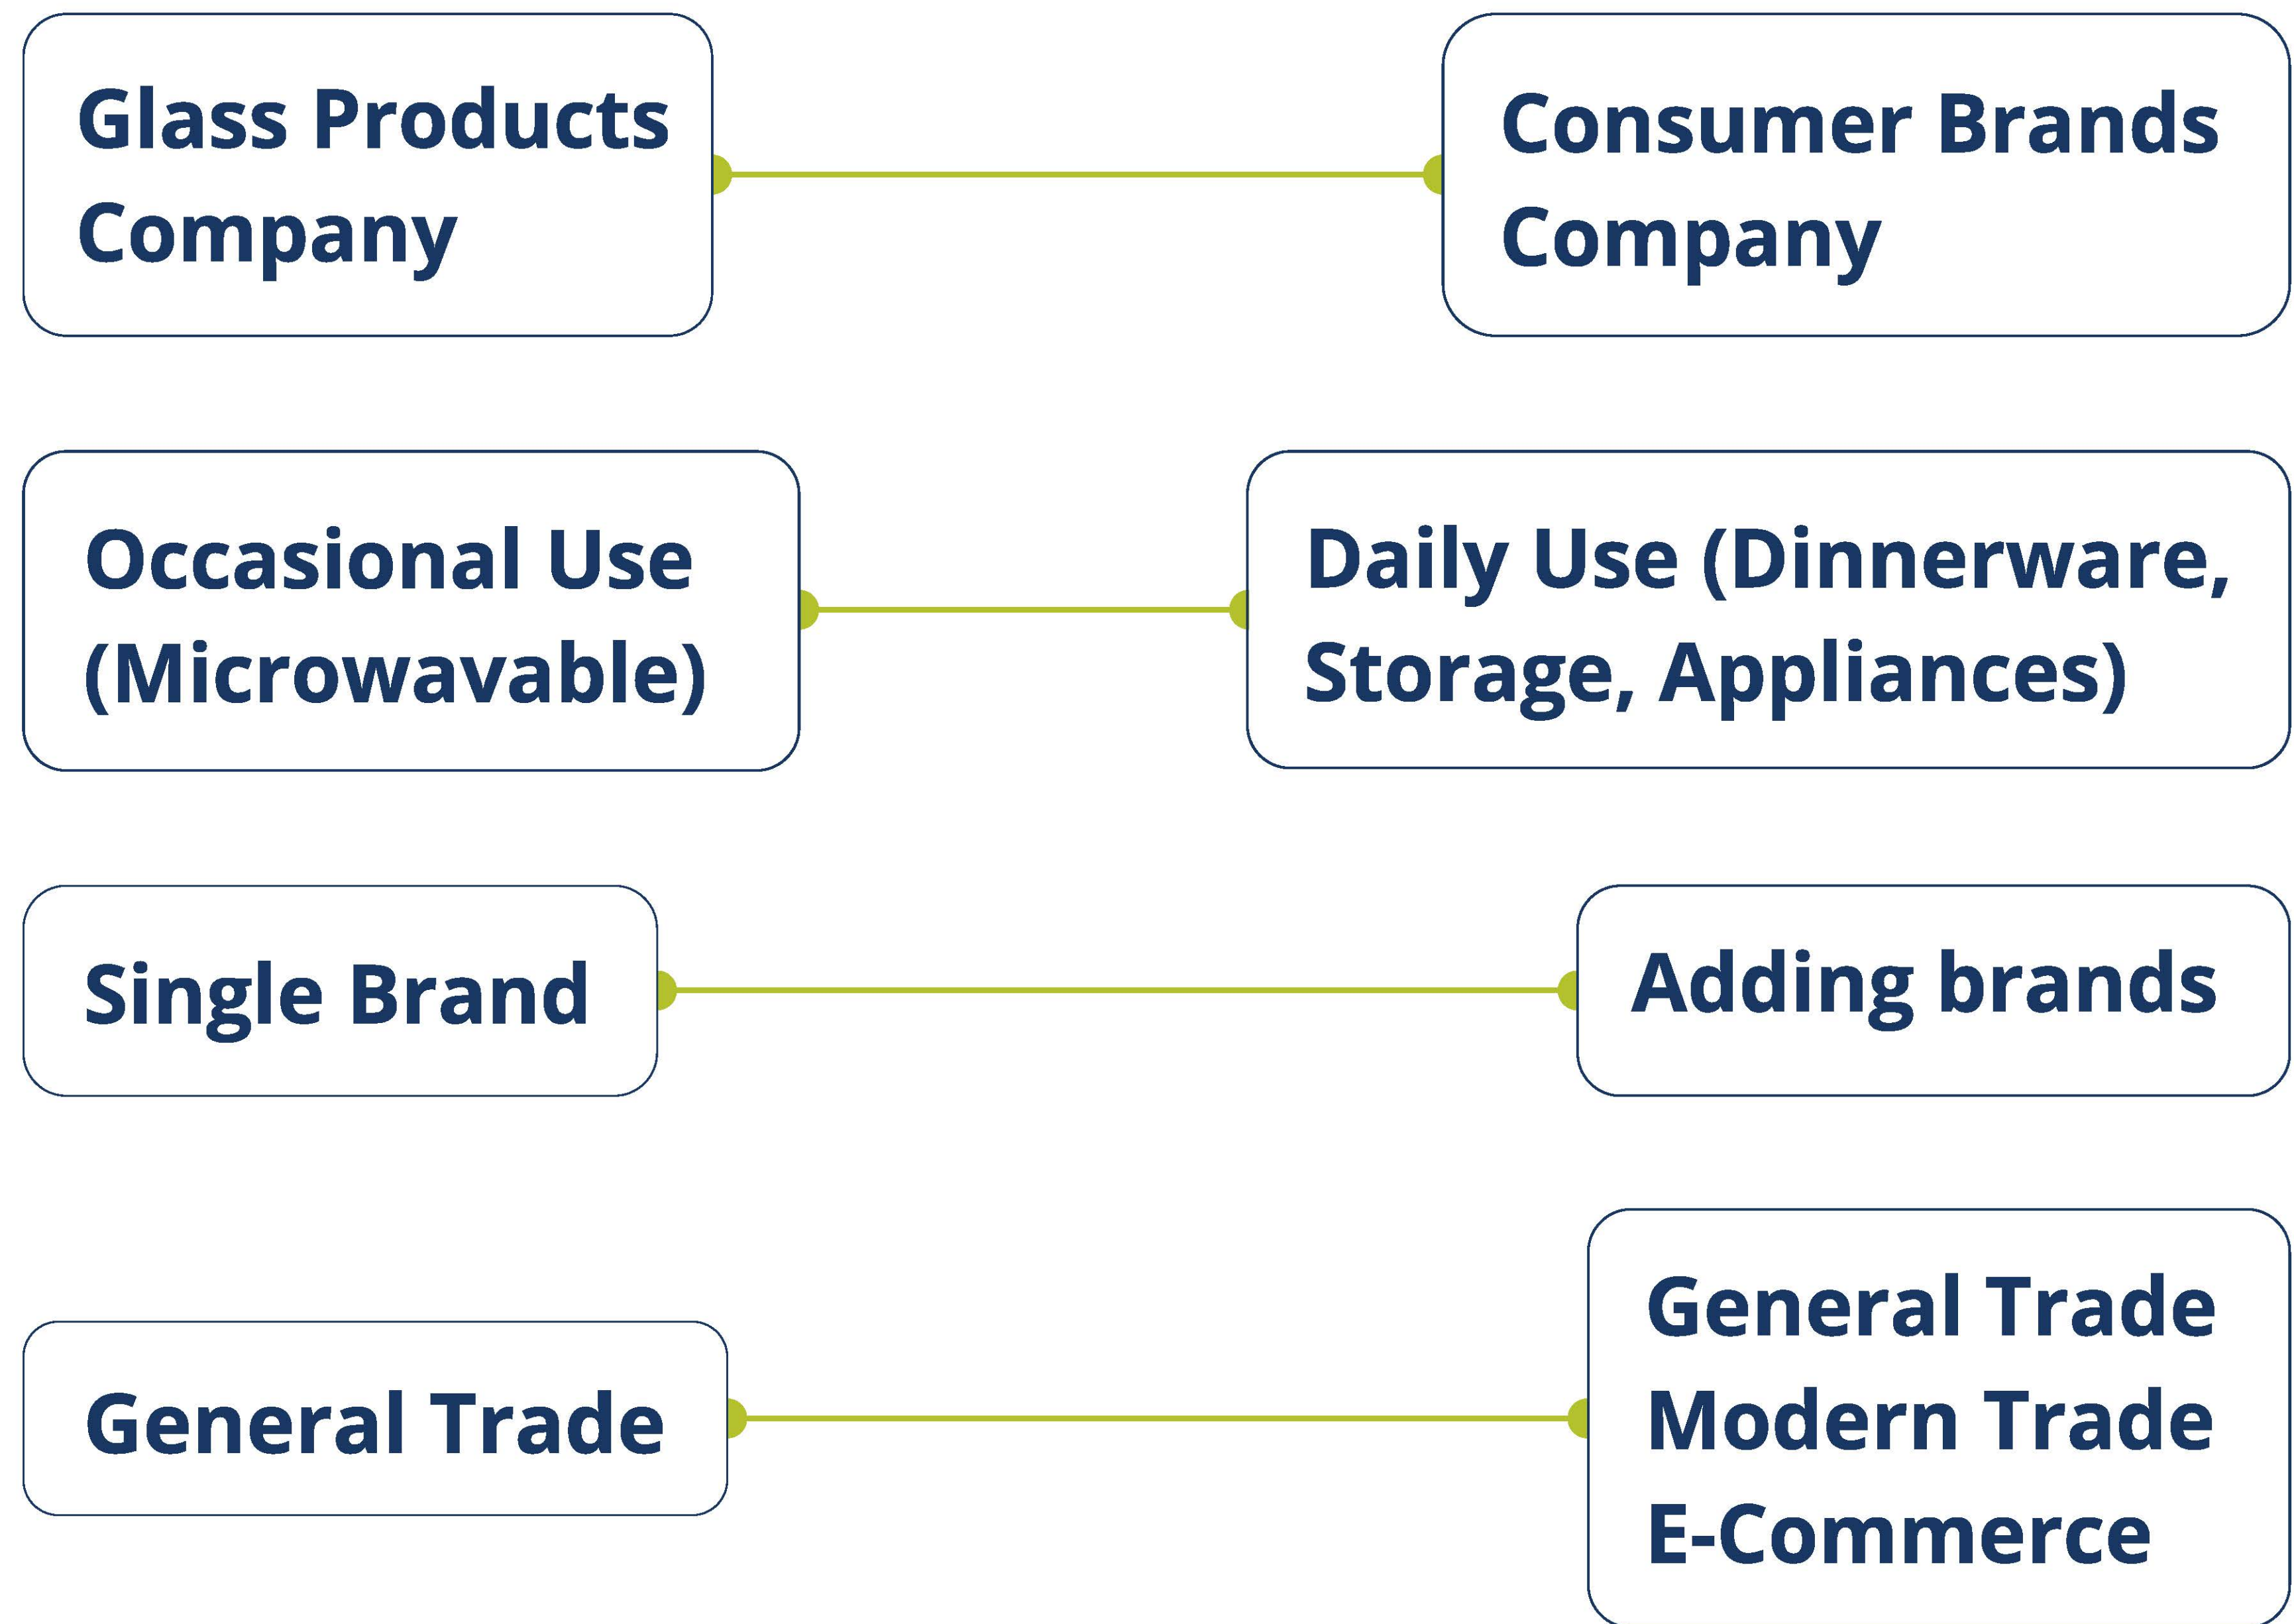 Glass Products
Company
Consumer Brands
Company
Occasional Use
(Microwavable)
Daily Use (Dinnerware,
Storage, Appliances)
Single Brand
Adding brands
General Trade
General Trade
Modern Trade
E-Commerce